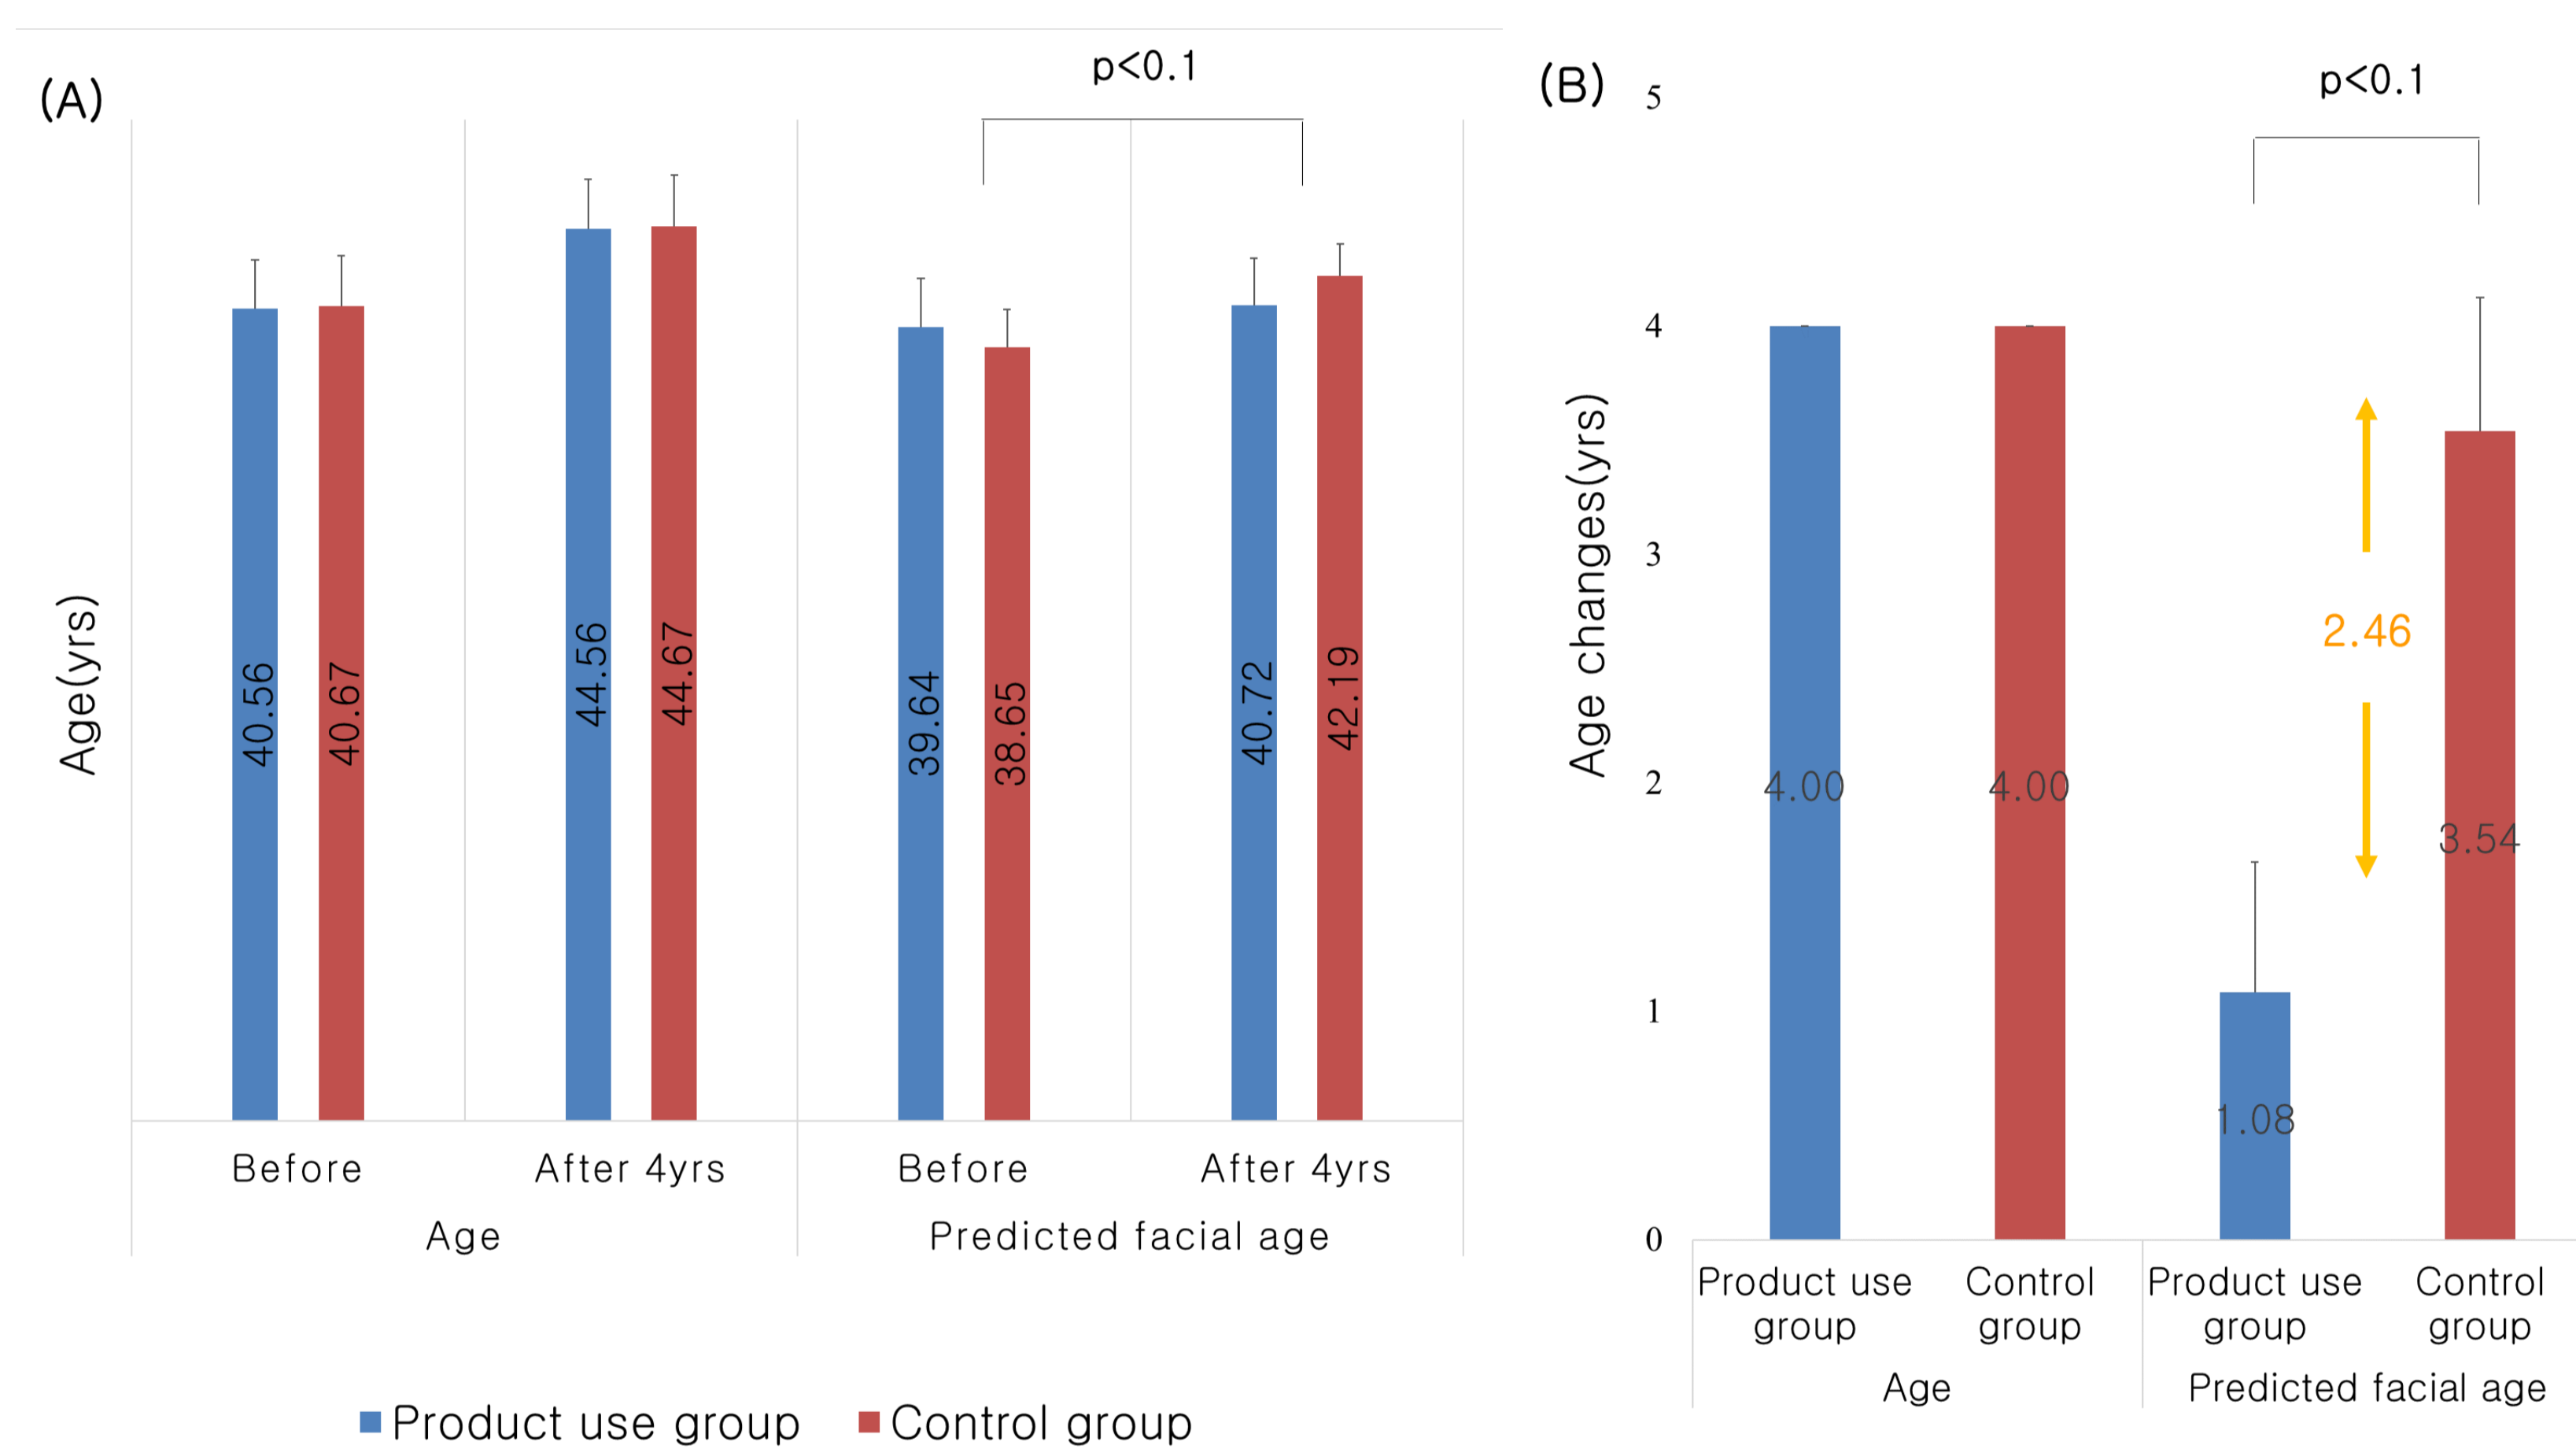 (A)
p<0.1
Age(yrs)
40.56
40.67
44.56
44.67
39.64
38.65
40.72
42.19
Before
After 4yrs
Before
After 4yrs
Age
Predicted facial age
Product use group
Control group
(B)
p<0.1
Age changes(yrs)
5
4
3
2
1
0
4.00
4.00
1.08
2.46
3.54
Product use
group
Control
group
Product use
group
Control
group
Age
Predicted facial age